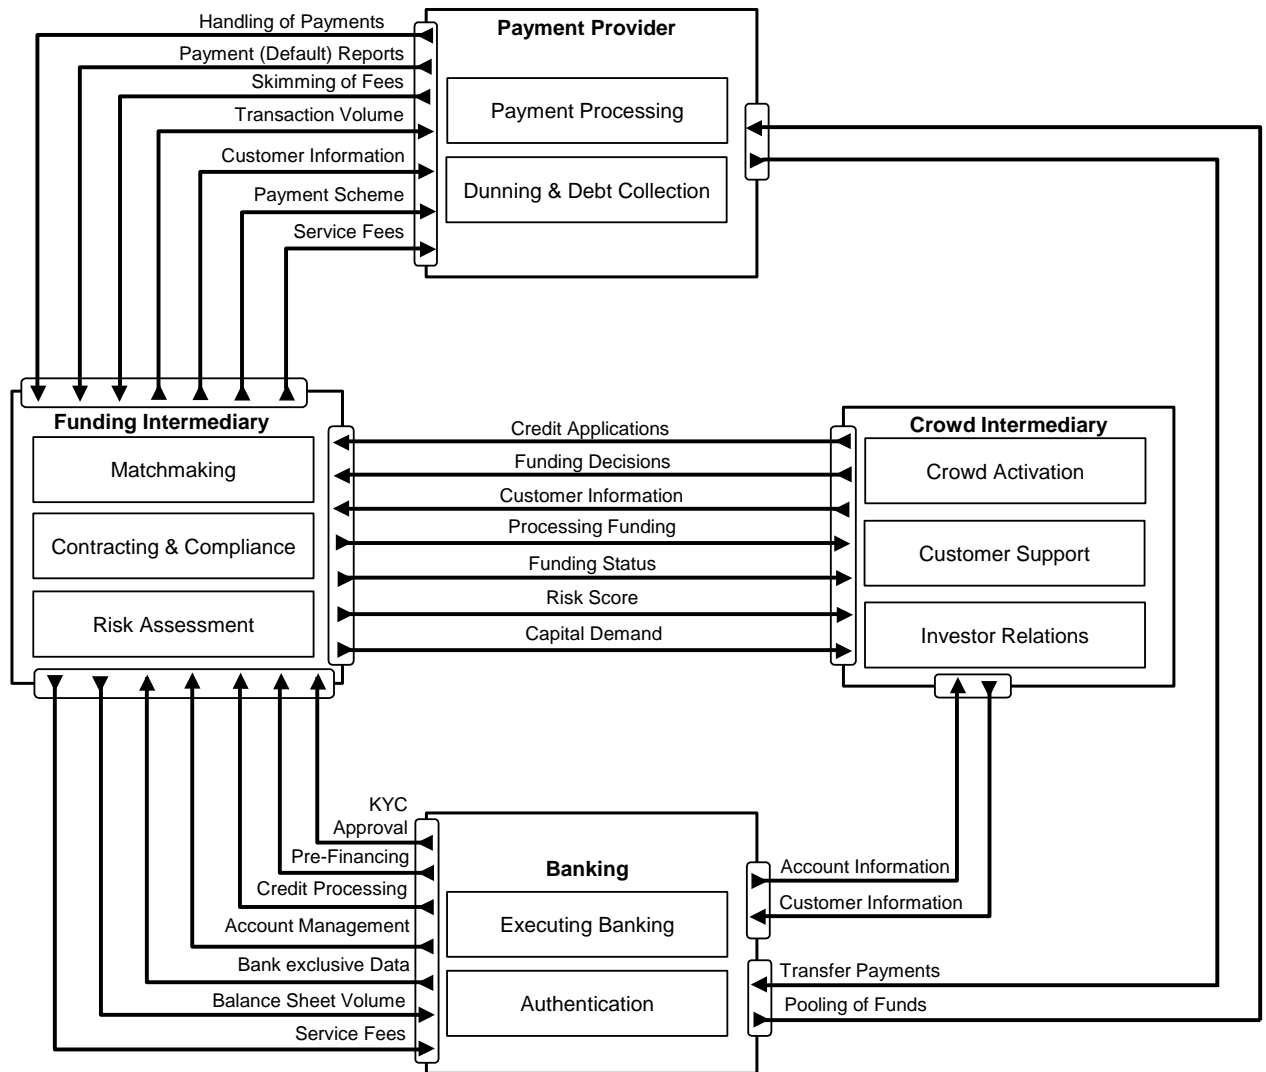 Handling of Payments
Payment (Default) Reports
Skimming of Fees
Transaction Volume
Customer Information
Payment Scheme
Service Fees
Payment Provider
Payment Processing
Dunning & Debt Collection
Funding Intermediary
Matchmaking
Contracting & Compliance
Risk Assessment
Credit Applications
Funding Decisions
Customer Information
Processing Funding
Funding Status
Risk Score
Capital Demand
Crowd Intermediary
Crowd Activation
Customer Support
Investor Relations
KYC
Approval
Pre-Financing
Credit Processing
Account Management
Bank exclusive Data
Balance Sheet Volume
Service Fees
Banking
Executing Banking
Authentication
Account Information
Customer Information
Transfer Payments
Pooling of Funds